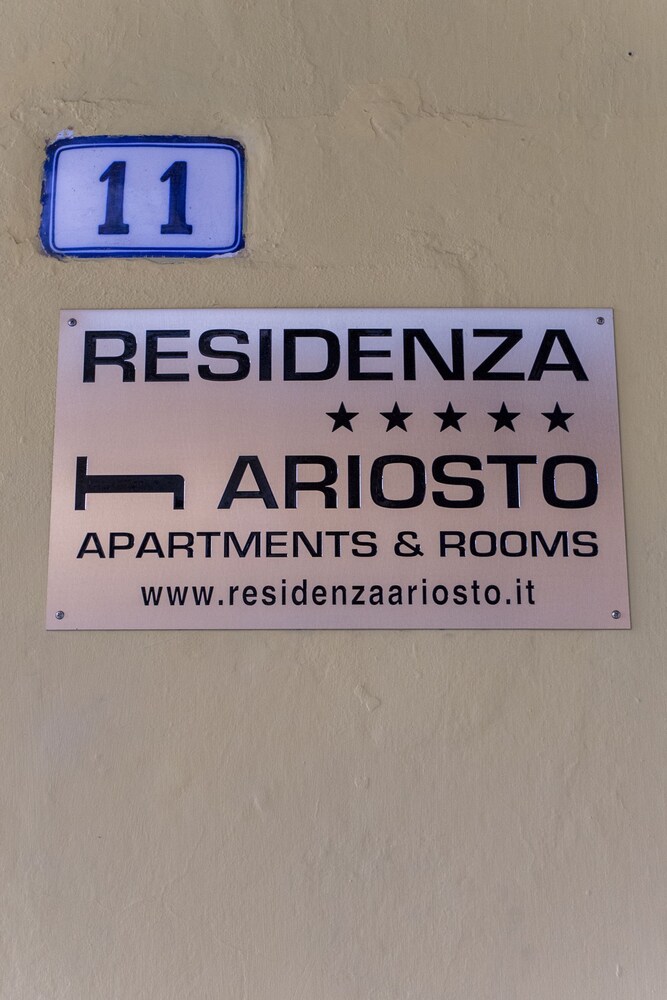 11
RESIDENZA
★★★★★
ARIOSTO
APARTMENTS & ROOMS
www.residenzaariosto.it